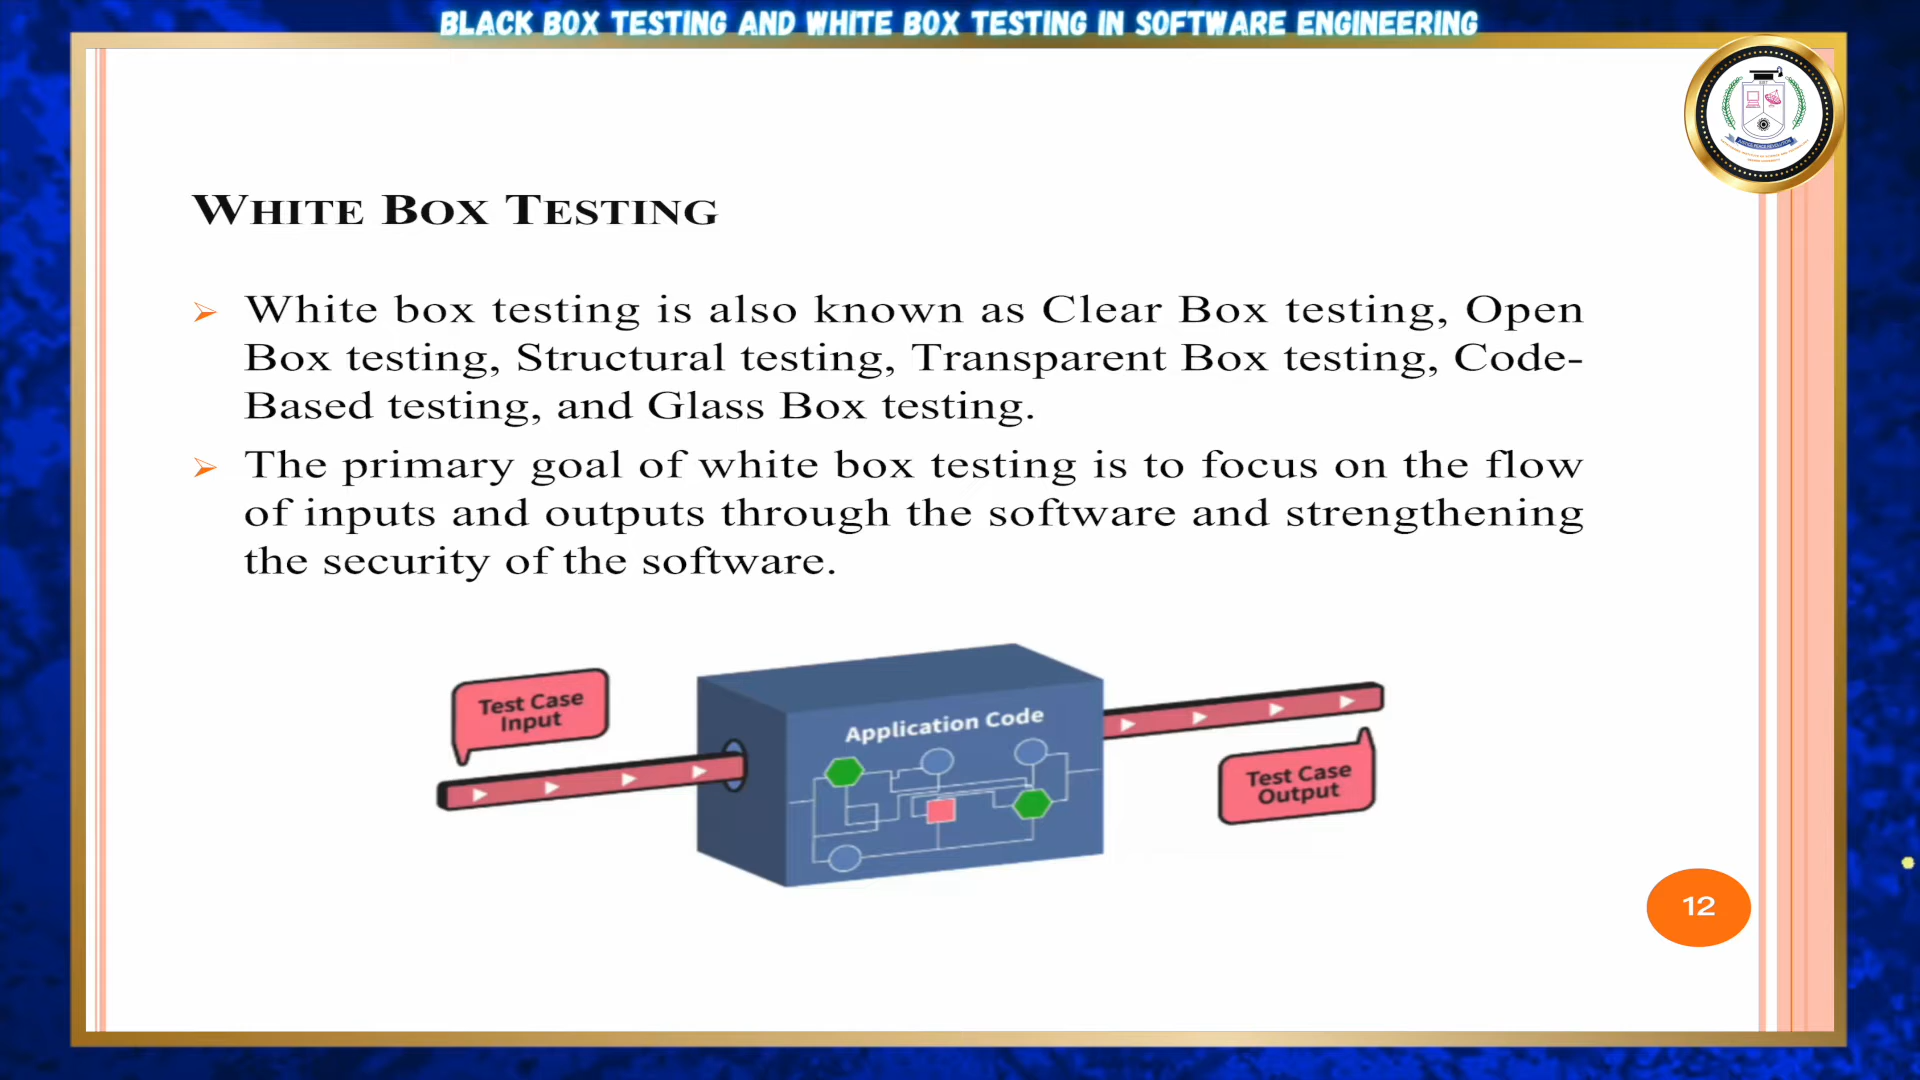 BLACK BOX TESTING AND WHITE BOX TESTING IN SOFTWARE ENGINEERING
WHITE BOX TESTING
White box testing is also known as Clear Box testing, Open
Box testing, Structural testing, Transparent Box testing, Code-
Based testing, and Glass Box testing.
The primary goal of white box testing is to focus on the flow
of inputs and outputs through the software and strengthening
the security of the software.
Test Case
Input
Application Code
Test Case
Output
12